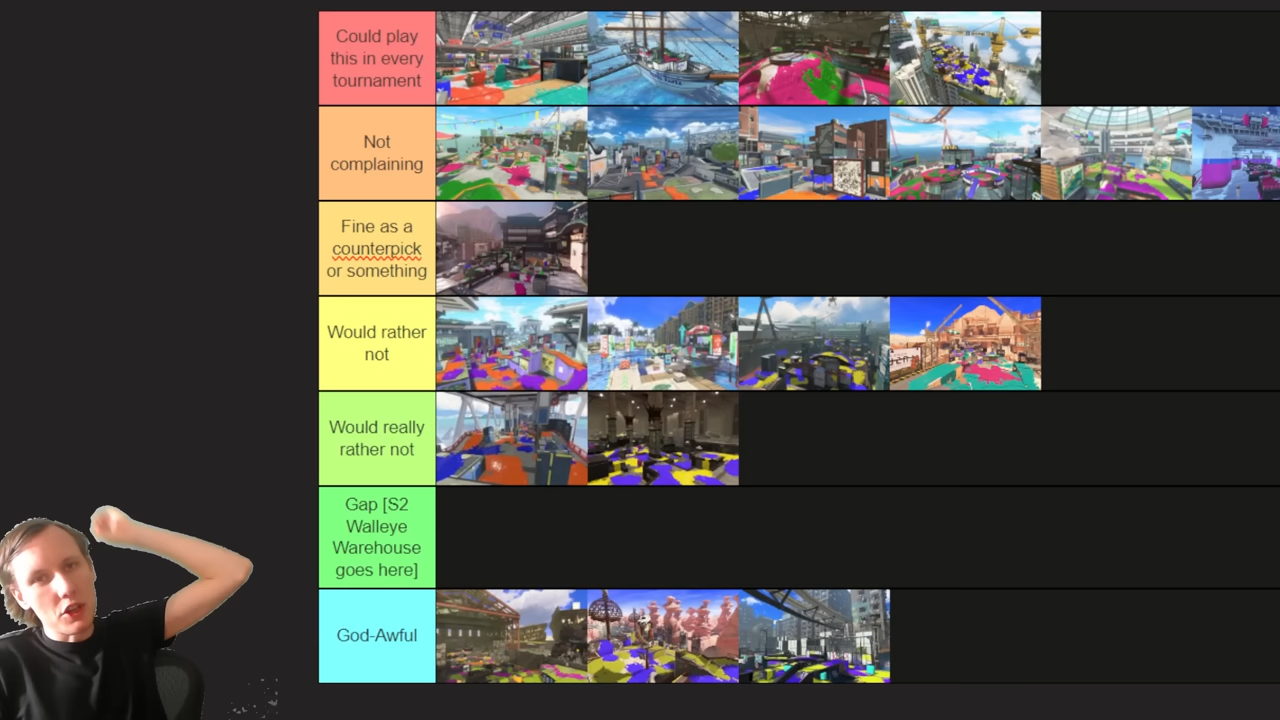 Could play
this in every
tournament
Not
complaining
Fine as a
counterpick
or something
Would rather
not
Would really
rather not
Gap [S2
Walleye
Warehouse
goes here]
God-Awful